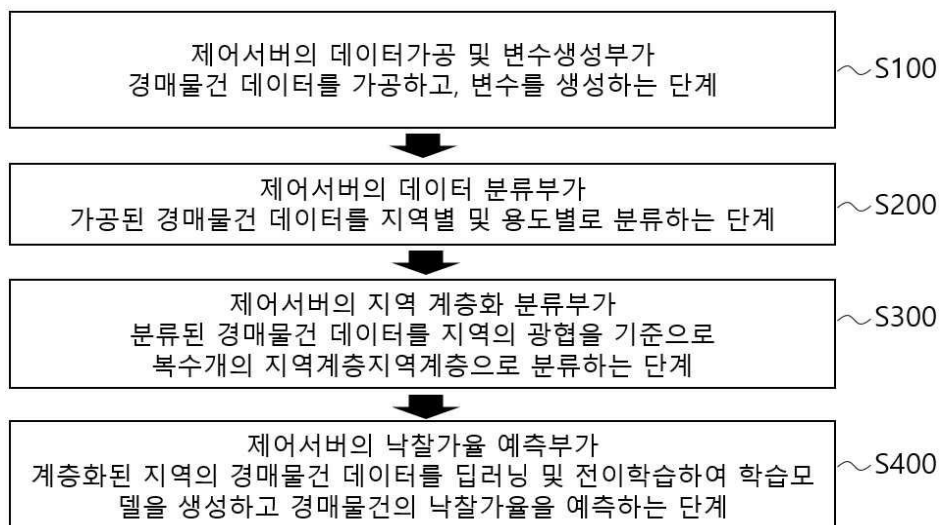 제어서버의 데이터가공 및 변수생성부가
경매물건 데이터를 가공하고, 변수를 생성하는 단계
S100
제어서버의 데이터 분류부가
가공된 경매물건 데이터를 지역별 및 용도별로 분류하는 단계
S200
제어서버의 지역 계층화 분류부가
분류된 경매물건 데이터를 지역의 광협을 기준으로
복수개의 지역계층지역계층으로 분류하는 단계
S300
제어서버의 낙찰가율 예측부가
계층화된 지역의 경매물건 데이터를 딥러닝 및 전이학습하여 학습모
델을 생성하고 경매물건의 낙찰가율을 예측하는 단계
S400